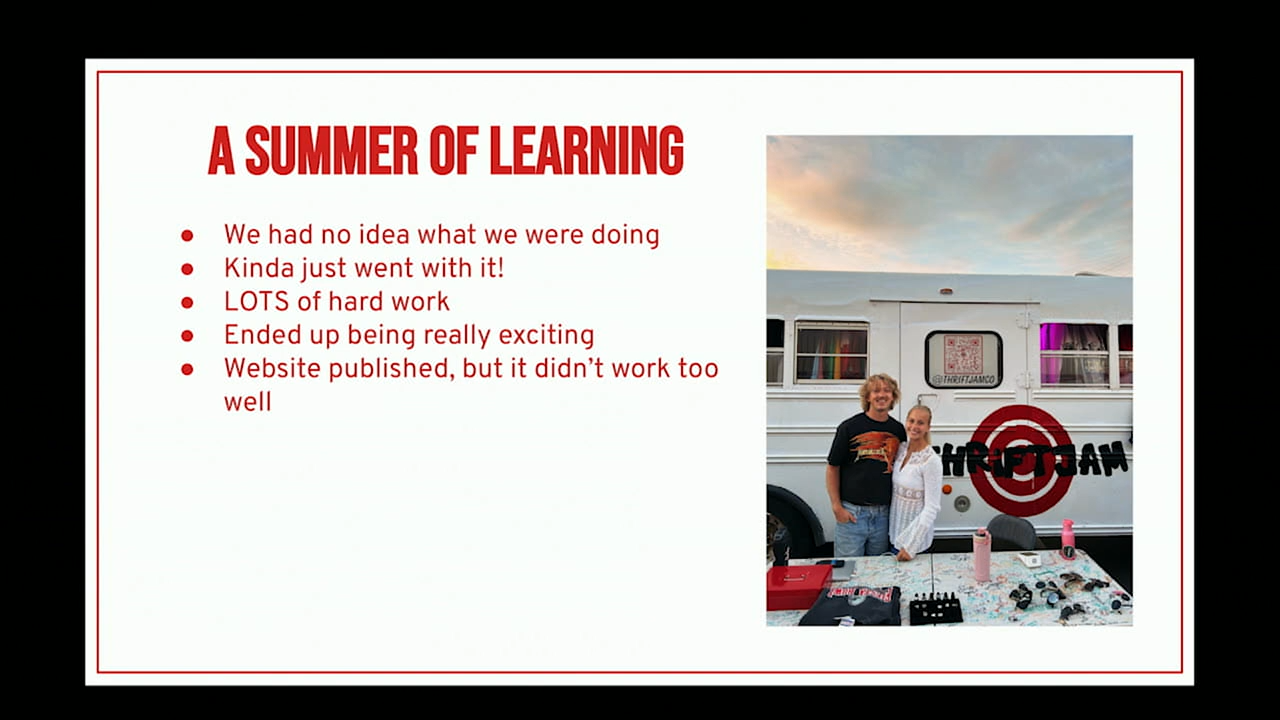 A SUMMER OF LEARNING
We had no idea what we were doing
Kinda just went with it!
LOTS of hard work
Ended up being really exciting
Website published, but it didn't work too
well
@THRIFTJAMCO
THRIFTJAM